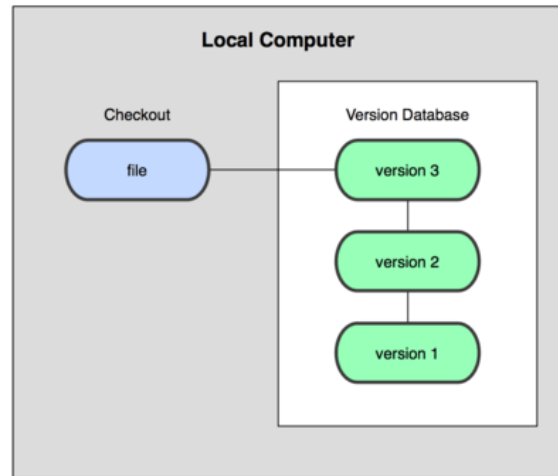 Local Computer
Checkout
Version Database
file
version 3
version 2
version 1